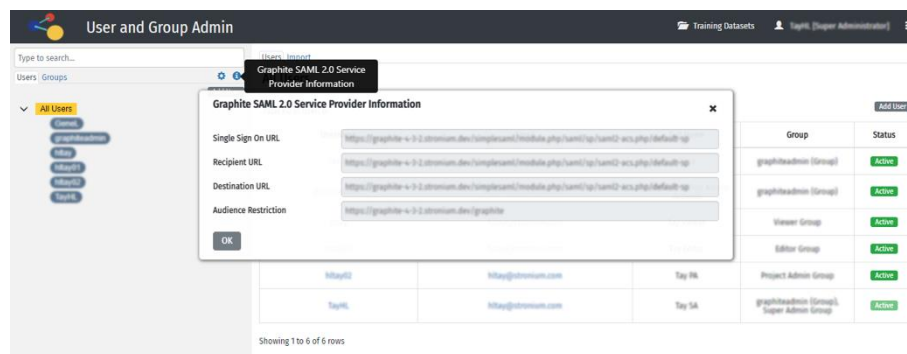 User and Group Admin
Training Datasets
TayHL [Super Administrator]
Type to search...
Users Groups
Users Import
Graphite SAML 2.0 Service
Provider Information
All Users
graphiteadmin
hltay
hltay01
hltay02
TayHL
Graphite SAML 2.0 Service Provider Information
Single Sign On URL
https://graphite-4-3-2.stronium.dev/simplesaml/module.php/saml/sp/saml2-acs.php/default-sp
Recipient URL
https://graphite-4-3-2.stronium.dev/simplesaml/module.php/saml/sp/saml2-acs.php/default-sp
Destination URL
https://graphite-4-3-2.stronium.dev/simplesaml/module.php/saml/sp/saml2-acs.php/default-sp
Audience Restriction
https://graphite-4-3-2.stronium.dev/graphite
OK
Add User
Group Status
graphiteadmin (Group) Active
graphiteadmin (Group) Active
Viewer Group Active
Editor Group Active
hltay02 hltay@stronium.com Tay PA Project Admin Group Active
TayHL hltay@stronium.com Tay SA graphiteadmin (Group), Active
Super Admin Group
Showing 1 to 6 of 6 rows